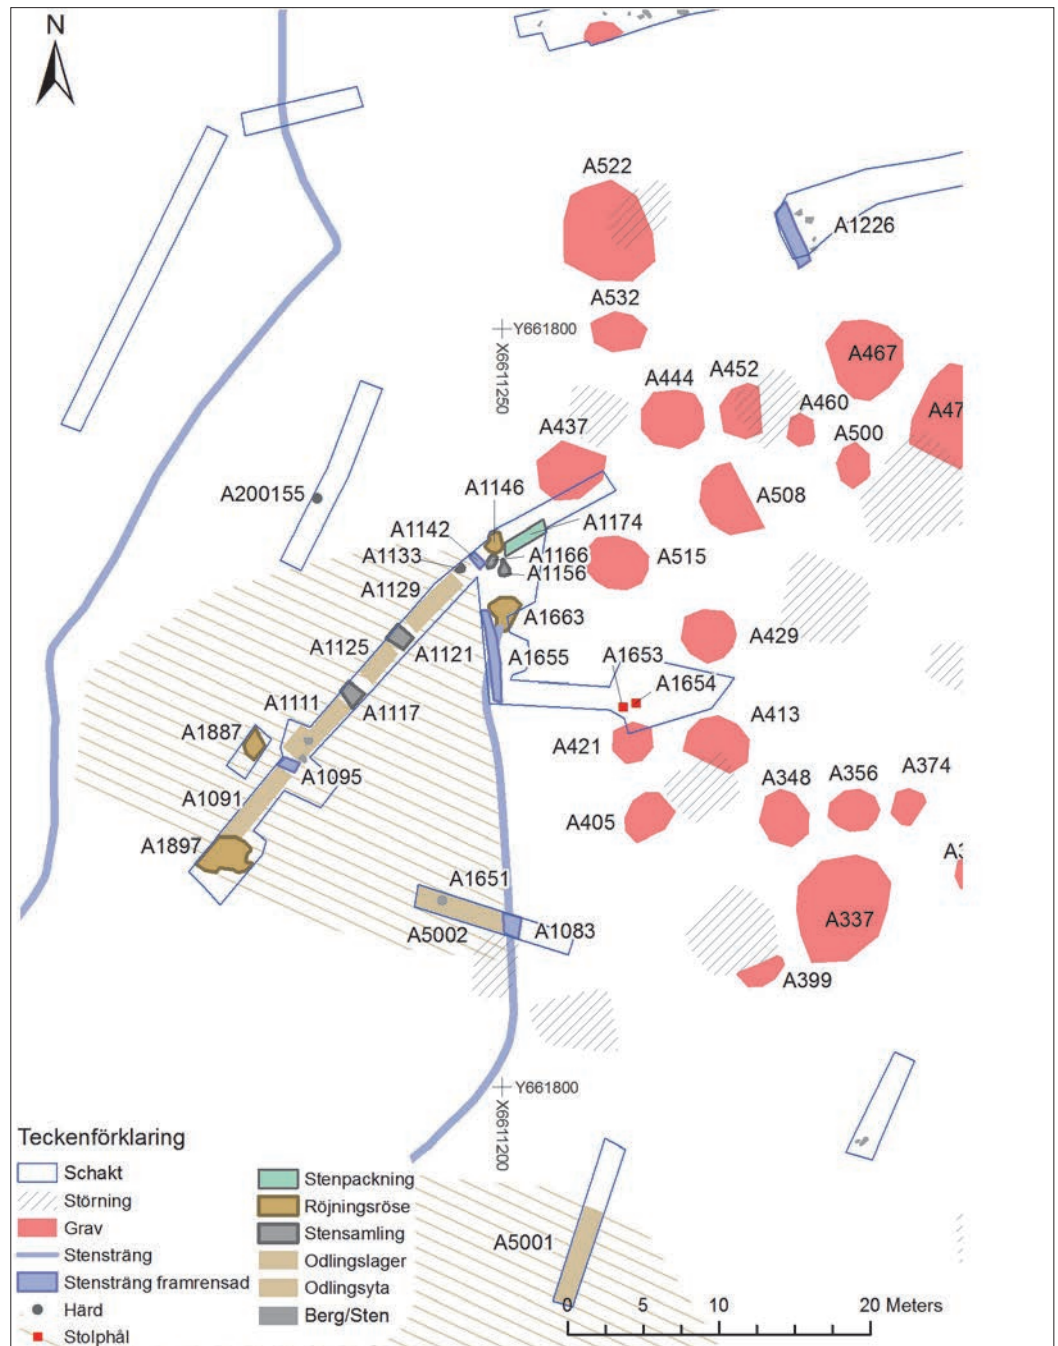 N
A522
A1226
A532
Y661800
X6611250
A467
A444
A452
A460
A47
A437
A500
A1146
A200155
A508
A1142
A1174
A1133
A1166
A515
A1156
A1129
A1663
A429
A1125
A1121
A1655
A1653
A1654
A1111
A1117
A413
A1887
A421
A1095
A348
A356
A374
A1091
A405
A1897
A1651
A337
A5002
A1083
A399
Y661800
X6611200
Teckenförklaring
Schakt
Störning
Grav
Stensträng
Stensträng framrensad
Härd
Stolphål
Stenpackning
Röjningsröse
Stensamling
Odlingslager
Odlingsyta
Berg/Sten
A5001
0 5 10 20 Meters